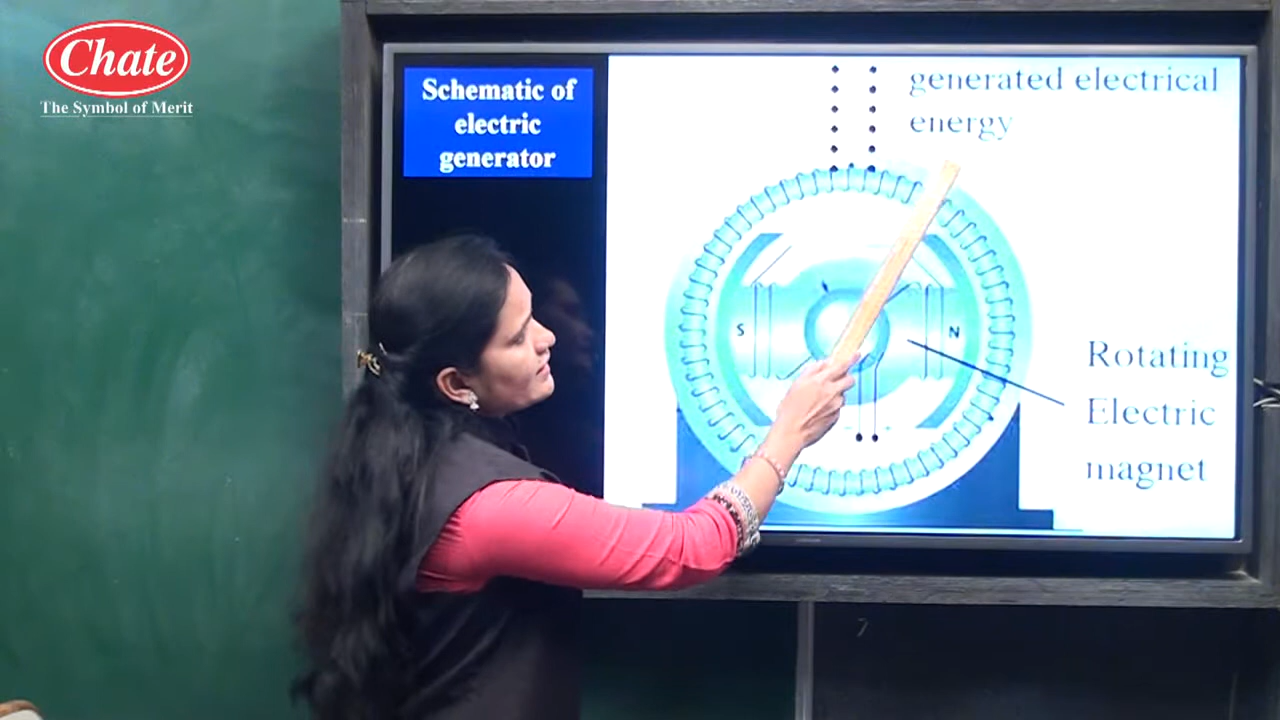 Chate
The Symbol of Merit
Schematic of
electric
generator
generated electrical
energy
S
N
Rotating
Electric
magnet